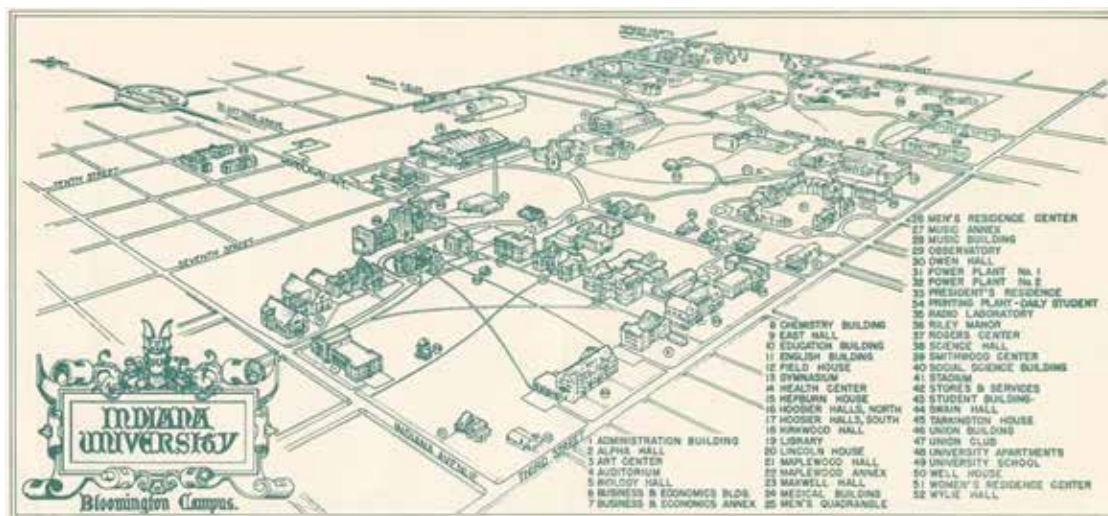 TENTH STREET
SEVENTH STREET
INDIANA AVENUE
THIRD STREET
INDIANA
UNIVERSITY
Bloomington Campus.
1 ADMINISTRATION BUILDING
2 ALPHA HALL
3 ART CENTER
4 AUDITORIUM
5 BIOLOGY HALL
6 BUSINESS & ECONOMICS BLDG.
7 BUSINESS & ECONOMICS ANNEX
8 CHEMISTRY BUILDING
9 EAST HALL
10 EDUCATION BUILDING
11 ENGLISH BUILDING
12 FIELD HOUSE
13 GYMNASIUM
14 HEALTH CENTER
15 HEPBURN HOUSE
16 HOOSIER HALLS, NORTH
17 HOOSIER HALLS, SOUTH
18 KIRKWOOD HALL
19 LIBRARY
20 LINCOLN HOUSE
21 MAPLEWOOD HALL
22 MAPLEWOOD ANNEX
23 MAXWELL HALL
24 MEDICAL BUILDING
25 MEN'S QUADRANGLE
26 MEN'S RESIDENCE CENTER
27 MUSIC ANNEX
28 MUSIC BUILDING
29 OBSERVATORY
30 OWEN HALL
31 POWER PLANT No. 1
32 POWER PLANT No. 2
33 PRESIDENT'S RESIDENCE
34 PRINTING PLANT - DAILY STUDENT
35 RADIO LABORATORY
36 RILEY MANOR
37 ROGERS CENTER
38 SCIENCE HALL
39 SMITHWOOD CENTER
40 SOCIAL SCIENCE BUILDING
41 STADIUM
42 STORES & SERVICES
43 STUDENT BUILDING
44 SWAIN HALL
45 TARKINGTON HOUSE
46 UNION BUILDING
47 UNION CLUB
48 UNIVERSITY APARTMENTS
49 UNIVERSITY SCHOOL
50 WELL HOUSE
51 WOMEN'S RESIDENCE CENTER
52 WYLIE HALL